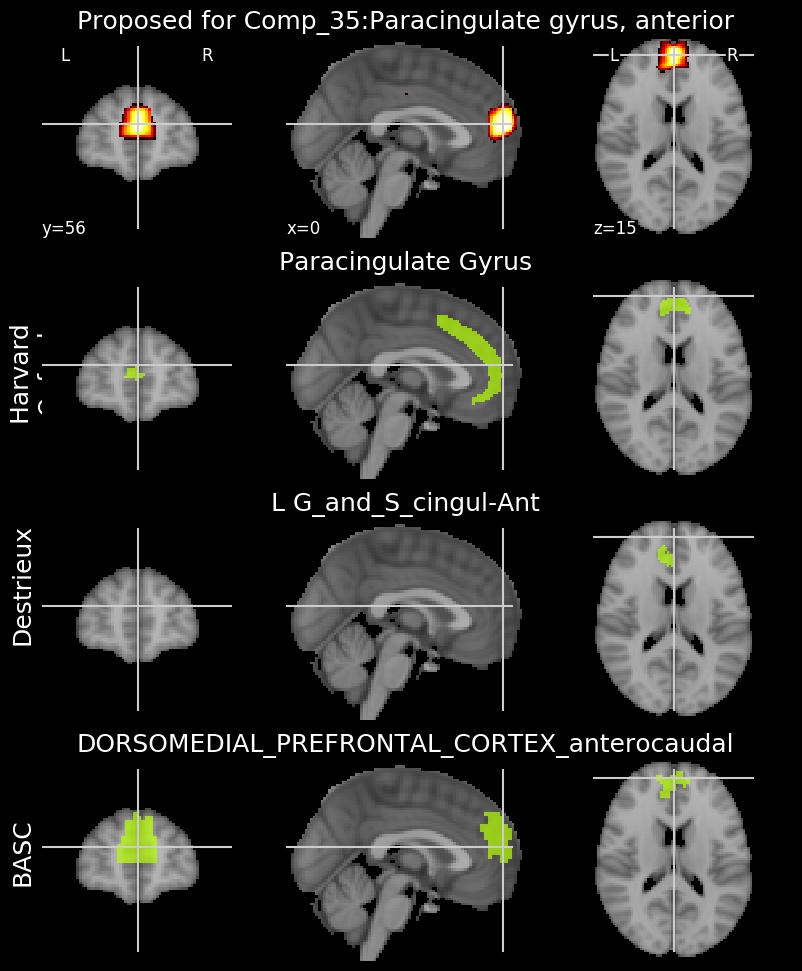 Proposed for Comp_35:Paracingulate gyrus, anterior
L R L R
y=56 x=0 z=15
Paracingulate Gyrus
Harvard
L G_and_S_cingul-Ant
Destrieux
DORSOMEDIAL_PREFRONTAL_CORTEX_anterocaudal
BASC